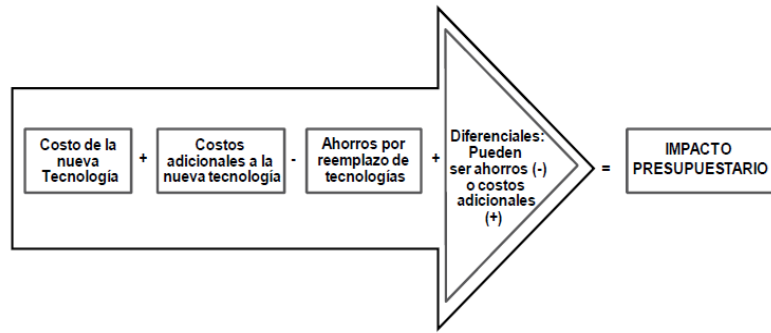 Costo de la
nueva
Tecnología
+
Costos
adicionales a la
nueva tecnología
-
Ahorros por
reemplazo de
tecnologías
+
Diferenciales:
Pueden
ser ahorros (-)
o costos
adicionales
(+)
=
IMPACTO
PRESUPUESTARIO